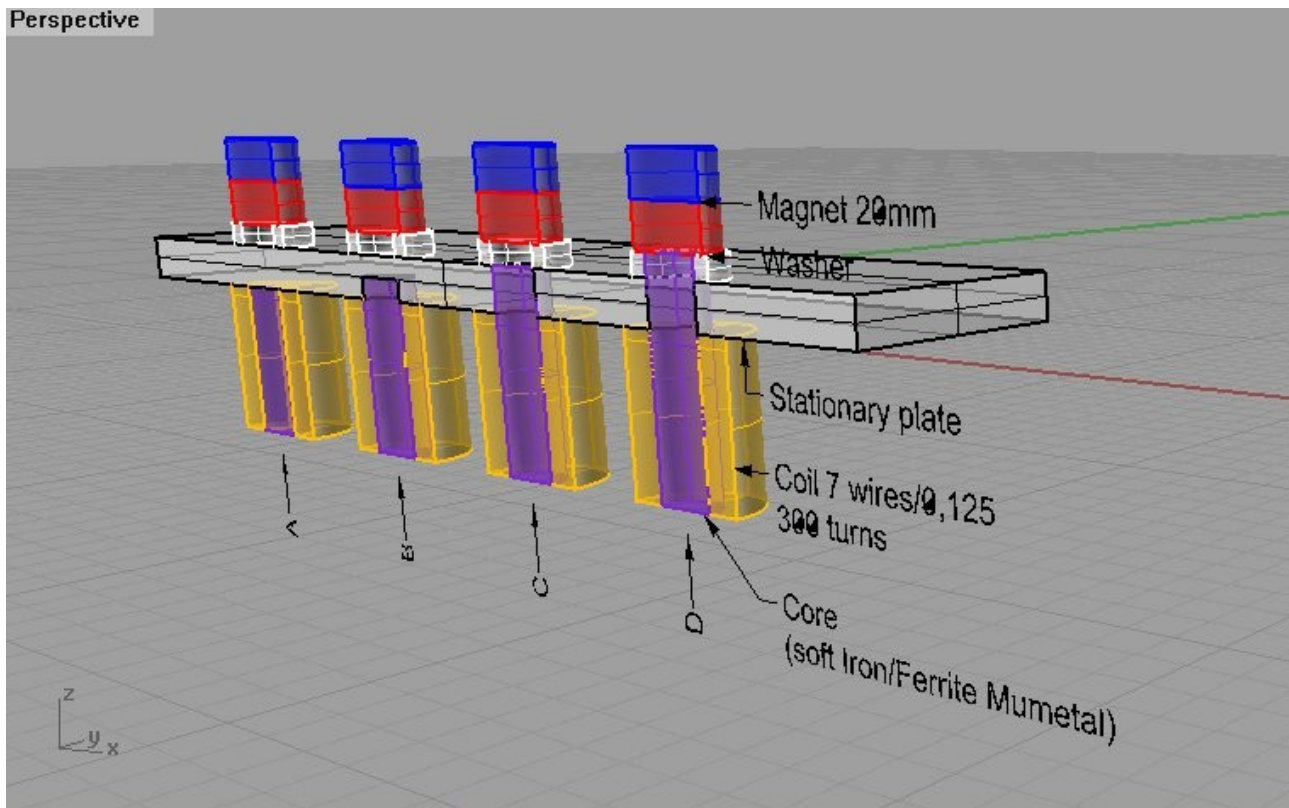 Perspective
Magnet 20mm
Washer
Stationary plate
Coil 7 wires/0,125
300 turns
Core
(soft Iron/Ferrite Mumetal)
A
B
C
D
z
y
x